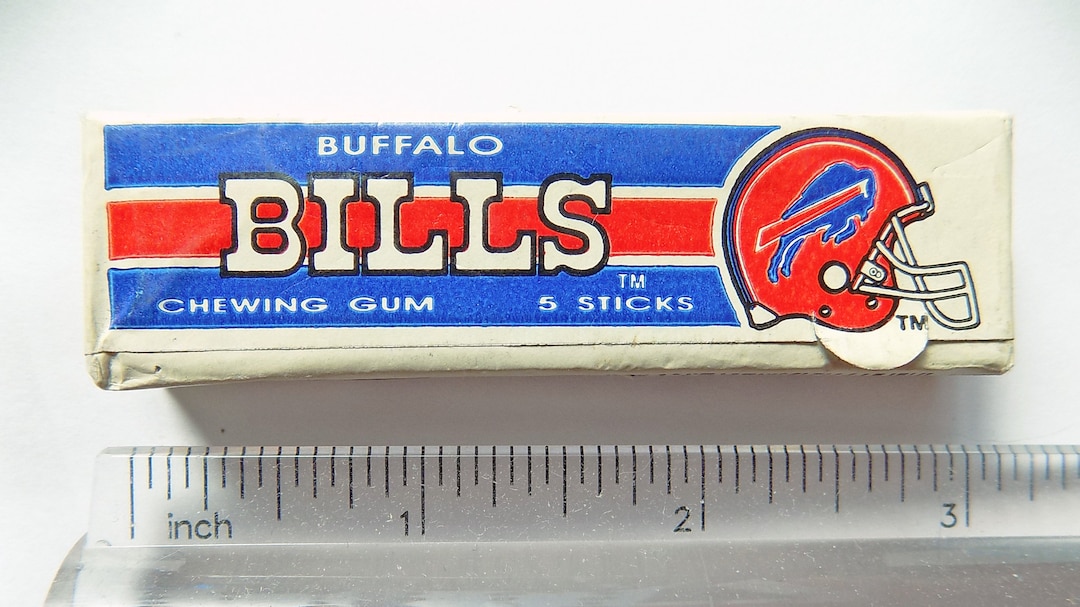 BUFFALO
BILLS
TM
CHEWING GUM 5 STICKS
TM
inch 1 2 3